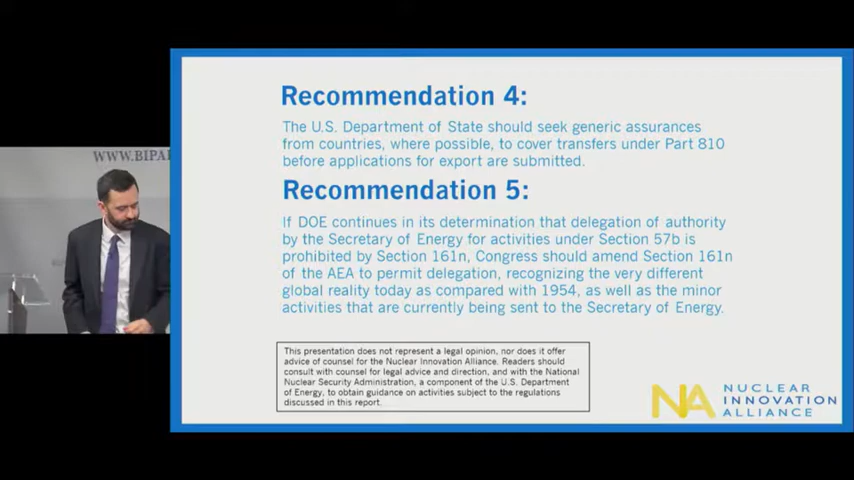 WWW.BIPA
Recommendation 4:
The U.S. Department of State should seek generic assurances
from countries, where possible, to cover transfers under Part 810
before applications for export are submitted.
Recommendation 5:
If DOE continues in its determination that delegation of authority
by the Secretary of Energy for activities under Section 57b is
prohibited by Section 161n, Congress should amend Section 161n
of the AEA to permit delegation, recognizing the very different
global reality today as compared with 1954, as well as the minor
activities that are currently being sent to the Secretary of Energy.
This presentation does not represent a legal opinion, nor does it offer
advice of counsel for the Nuclear Innovation Alliance. Readers should
consult with counsel for legal advice and direction, and with the National
Nuclear Security Administration, a component of the U.S. Department
of Energy, to obtain guidance on activities subject to the regulations
discussed in this report.
NA
NUCLEAR
INNOVATION
ALLIANCE